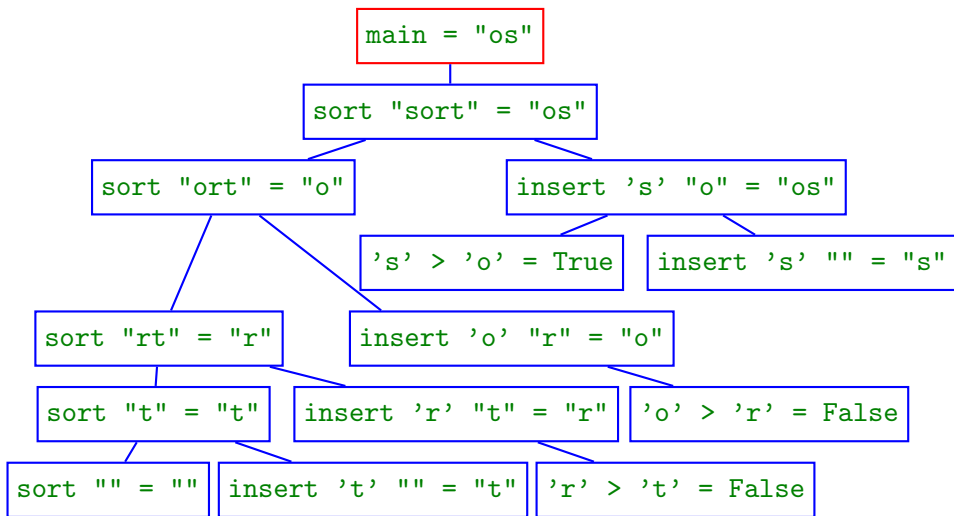 main = "os"
sort "sort" = "os"
sort "ort" = "o"
insert 's' "o" = "os"
's' > 'o' = True
insert 's' "" = "s"
sort "rt" = "r"
insert 'o' "r" = "o"
sort "t" = "t"
insert 'r' "t" = "r"
'o' > 'r' = False
sort "" = ""
insert 't' "" = "t"
'r' > 't' = False